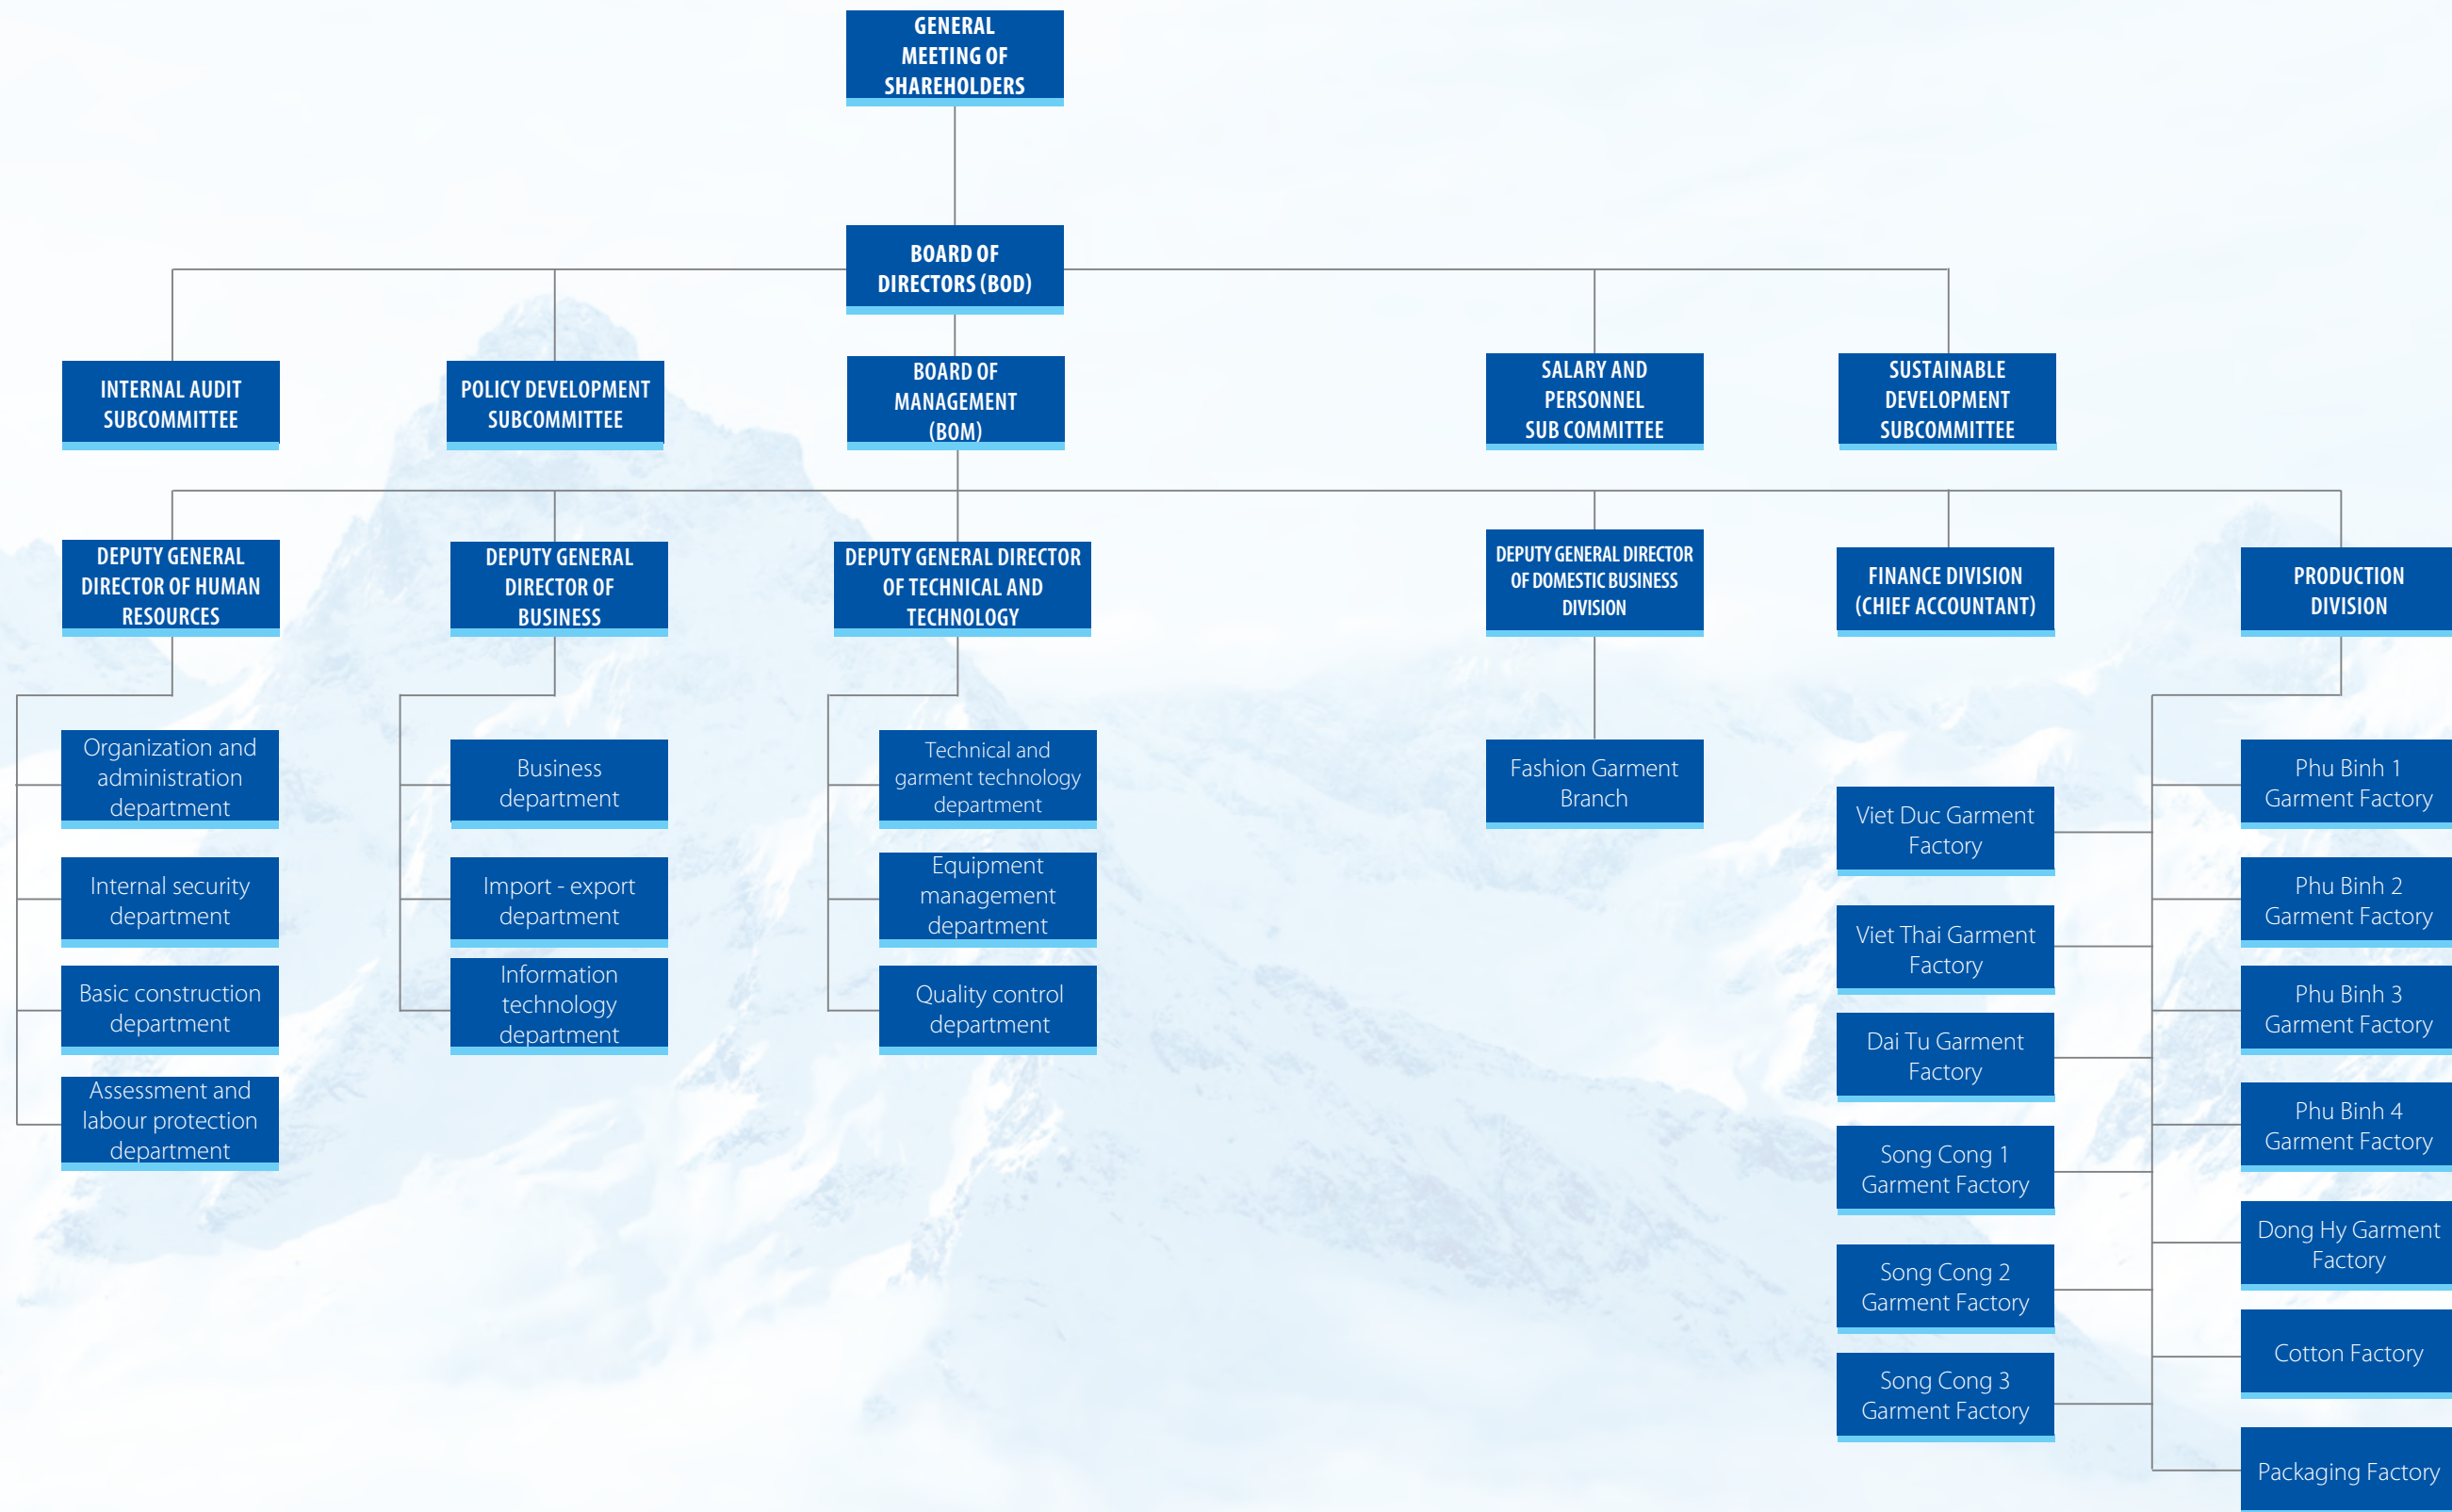 GENERAL
MEETING OF
SHAREHOLDERS
BOARD OF
DIRECTORS (BOD)
INTERNAL AUDIT
SUBCOMMITTEE
POLICY DEVELOPMENT
SUBCOMMITTEE
BOARD OF
MANAGEMENT
(BOM)
SALARY AND
PERSONNEL
SUB COMMITTEE
SUSTAINABLE
DEVELOPMENT
SUBCOMMITTEE
DEPUTY GENERAL
DIRECTOR OF HUMAN
RESOURCES
DEPUTY GENERAL
DIRECTOR OF
BUSINESS
DEPUTY GENERAL DIRECTOR
OF TECHNICAL AND
TECHNOLOGY
DEPUTY GENERAL DIRECTOR
OF DOMESTIC BUSINESS
DIVISION
FINANCE DIVISION
(CHIEF ACCOUNTANT)
PRODUCTION
DIVISION
Organization and
administration
department
Internal security
department
Basic construction
department
Assessment and
labour protection
department
Business
department
Import - export
department
Information
technology
department
Technical and
garment technology
department
Equipment
management
department
Quality control
department
Fashion Garment
Branch
Viet Duc Garment
Factory
Viet Thai Garment
Factory
Dai Tu Garment
Factory
Song Cong 1
Garment Factory
Song Cong 2
Garment Factory
Song Cong 3
Garment Factory
Phu Binh 1
Garment Factory
Phu Binh 2
Garment Factory
Phu Binh 3
Garment Factory
Phu Binh 4
Garment Factory
Dong Hy Garment
Factory
Cotton Factory
Packaging Factory